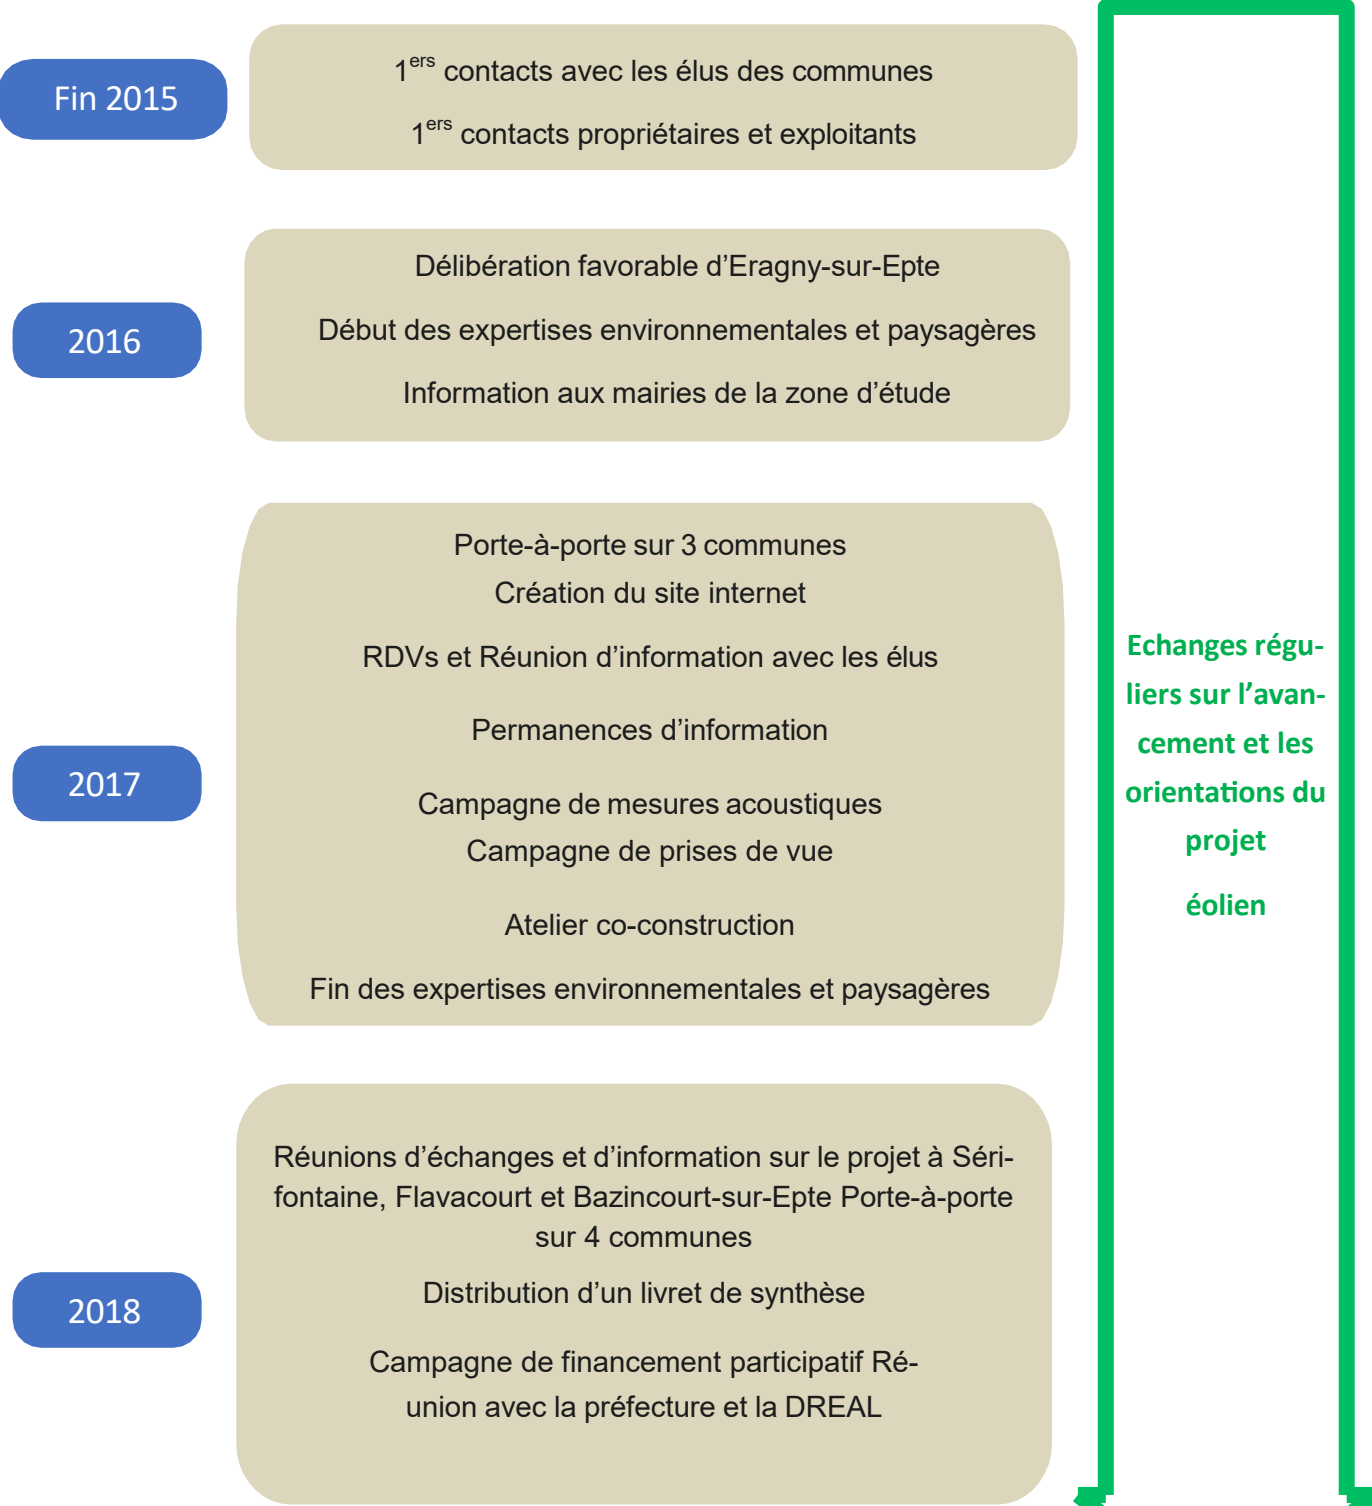 Fin 2015
1ers contacts avec les élus des communes
1ers contacts propriétaires et exploitants
2016
Délibération favorable d’Eragny-sur-Epte
Début des expertises environnementales et paysagères
Information aux mairies de la zone d’étude
2017
Porte-à-porte sur 3 communes
Création du site internet
RDVs et Réunion d’information avec les élus
Permanences d’information
Campagne de mesures acoustiques
Campagne de prises de vue
Atelier co-construction
Fin des expertises environnementales et paysagères
2018
Réunions d’échanges et d’information sur le projet à Séri-
fontaine, Flavacourt et Bazincourt-sur-Epte Porte-à-porte
sur 4 communes
Distribution d’un livret de synthèse
Campagne de financement participatif Ré-
union avec la préfecture et la DREAL
Echanges régu-
liers sur l’avan-
cement et les
orientations du
projet
éolien